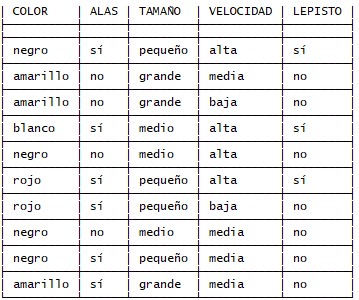 | COLOR | ALAS | TAMAÑO | VELOCIDAD | LEPISTO |
| negro | sí | pequeño | alta | sí |
| amarillo | no | grande | media | no |
| amarillo | no | grande | baja | no |
| blanco | sí | medio | alta | sí |
| negro | no | medio | alta | no |
| rojo | sí | pequeño | alta | sí |
| rojo | sí | pequeño | baja | no |
| negro | no | medio | media | no |
| negro | sí | pequeño | media | no |
| amarillo | sí | grande | media | no |